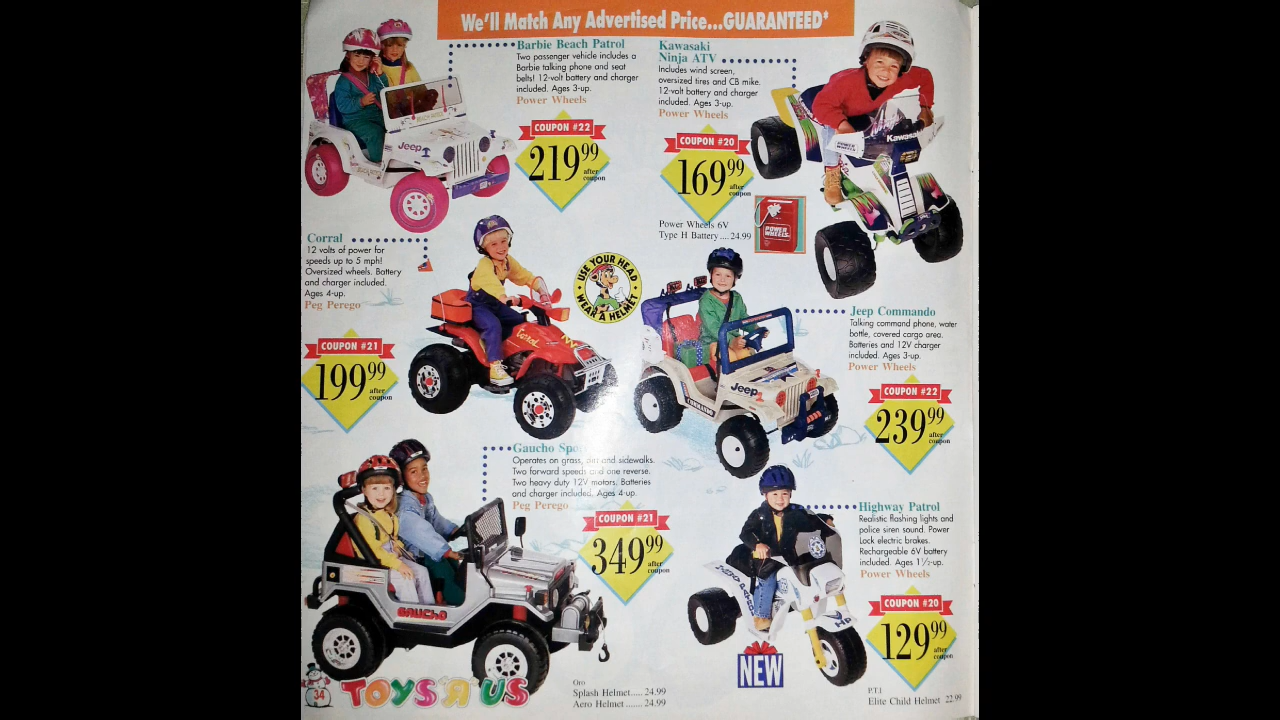 We'll Match Any Advertised Price...GUARANTEED*
Barbie Beach Patrol
Two passenger vehicle includes a
Barbie talking phone and seat
belts! 12-volt battery and charger
included. Ages 3-up.
Power Wheels
COUPON #22
219.99
after
coupon
Jeep
Kawasaki
Ninja ATV
Includes wind screen,
oversized tires and CB mike.
12-volt battery and charger
included. Ages 3-up.
Power Wheels
COUPON #20
169.99
after
coupon
Kawasaki
POWER WHEELS
Power Wheels 6V
Type H Battery....24.99
POWER
WHEELS
Corral
12 volts of power for
speeds up to 5 mph!
Oversized wheels. Battery
and charger included.
Ages 4-up.
Peg Perego
COUPON #21
199.99
after
coupon
USE YOUR HEAD
WEAR A HELMET
Jeep Commando
Talking command phone, water
bottle, covered cargo area.
Batteries and 12V charger
included. Ages 3-up.
Power Wheels
COUPON #22
239.99
after
coupon
Jeep
COMMANDO
Gaucho
Operates on grass, dirt and sidewalks.
Two forward speeds and one reverse.
Two heavy duty 12V motors. Batteries
and charger included. Ages 4-up.
Peg Perego
COUPON #21
349.99
after
coupon
GAUCHO
Highway Patrol
Realistic flashing lights and
police siren sound. Power
Lock electric brakes.
Rechargeable 6V battery
included. Ages 1½-up.
Power Wheels
COUPON #20
129.99
after
coupon
HP
NEW
34
TOYS "R" US
Oro
Splash Helmet.....24.99
Aero Helmet.......24.99
P.T.I
Elite Child Helmet 22.99